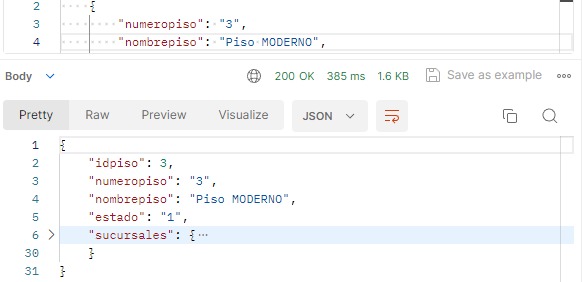 2 {
3 "numeropiso": "3",
4 "nombrepiso": "Piso MODERNO",
Body 200 OK 385 ms 1.6 KB Save as example
Pretty Raw Preview Visualize JSON
1 {
2 "idpiso": 3,
3 "numeropiso": "3",
4 "nombrepiso": "Piso MODERNO",
5 "estado": "1",
6 "sucursales": {⋯
30 }
31 }